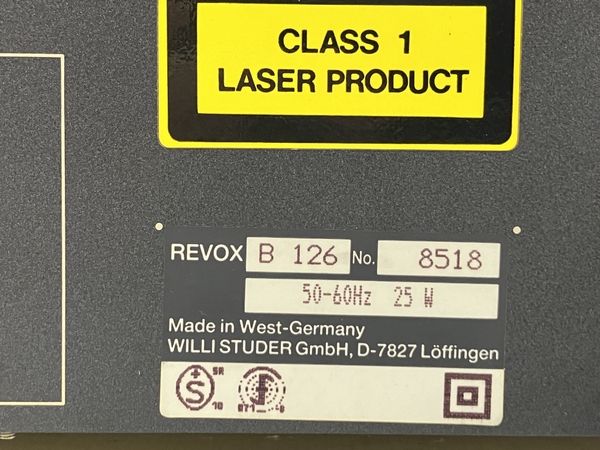 CLASS 1
LASER PRODUCT
REVOX B 126 No. 8518
50-60Hz 25 W
Made in West-Germany
WILLI STUDER GmbH, D-7827 Löffingen
S
10